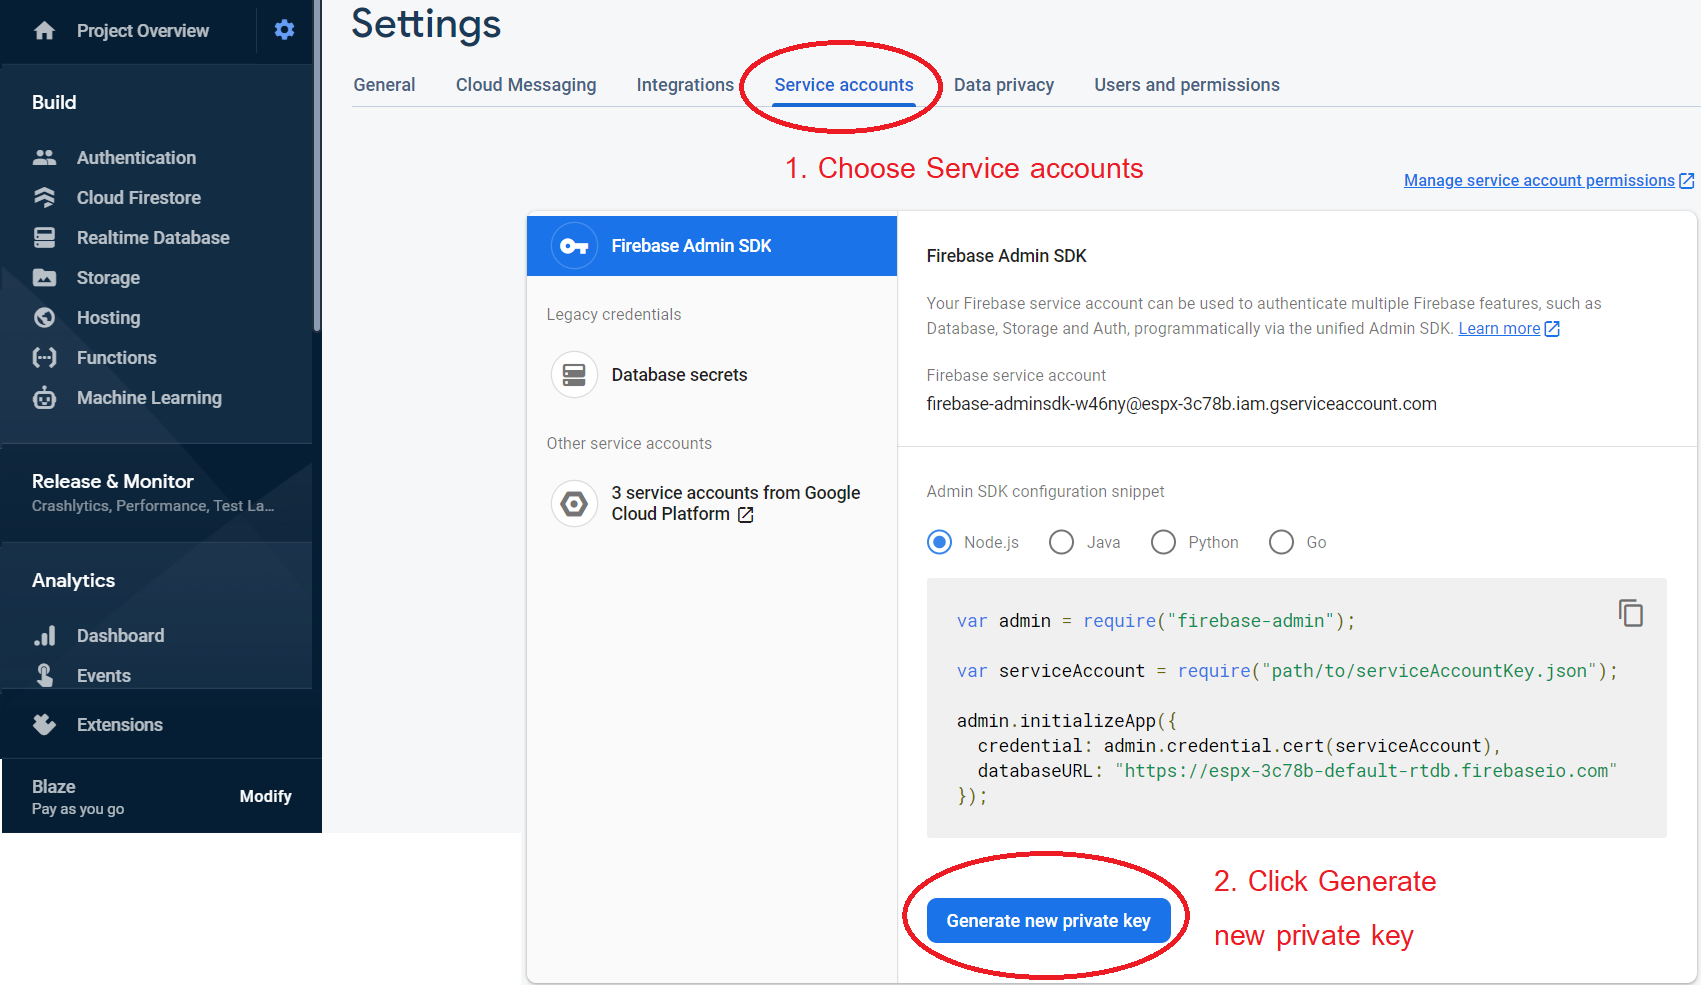 Project Overview
Build
Authentication
Cloud Firestore
Realtime Database
Storage
Hosting
Functions
Machine Learning
Release & Monitor
Crashlytics, Performance, Test La...
Analytics
Dashboard
Events
Extensions
Blaze
Pay as you go
Modify
Settings
General
Cloud Messaging
Integrations
Service accounts
Data privacy
Users and permissions
1. Choose Service accounts
Manage service account permissions
Firebase Admin SDK
Legacy credentials
Database secrets
Other service accounts
3 service accounts from Google
Cloud Platform
Firebase Admin SDK
Your Firebase service account can be used to authenticate multiple Firebase features, such as
Database, Storage and Auth, programmatically via the unified Admin SDK. Learn more
Firebase service account
firebase-adminsdk-w46ny@espx-3c78b.iam.gserviceaccount.com
Admin SDK configuration snippet
Node.js
Java
Python
Go
var admin = require("firebase-admin");
var serviceAccount = require("path/to/serviceAccountKey.json");
admin.initializeApp({
credential: admin.credential.cert(serviceAccount),
databaseURL: "https://espx-3c78b-default-rtdb.firebaseio.com"
});
Generate new private key
2. Click Generate
new private key